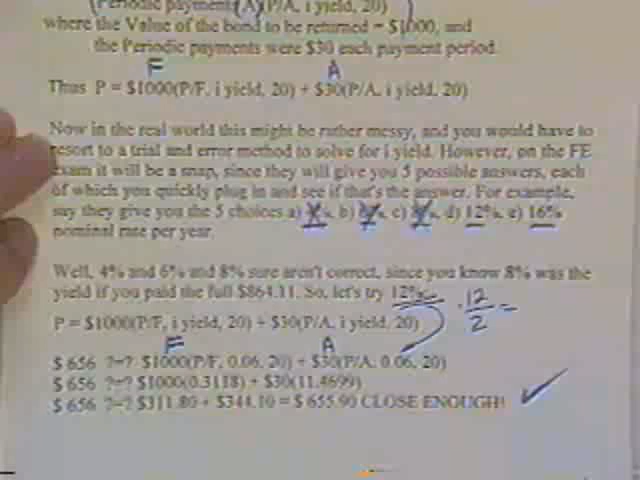 (Periodic payments(A)(P/A, i yield, 20)
where the Value of the bond to be returned = $1000, and
the Periodic payments were $30 each payment period.
F A
Thus P = $1000(P/F, i yield, 20) + $30(P/A, i yield, 20)
Now in the real world this might be rather messy, and you would have to
resort to a trial and error method to solve for i yield. However, on the FE
exam it will be a snap, since they will give you 5 possible answers, each
of which you quickly plug in and see if that's the answer. For example,
say they give you the 5 choices a) b) c) d) 12%, e) 16%
nominal rate per year.
Well, 4% and 6% and 8% sure aren't correct, since you know 8% was the
yield if you paid the full $864.11. So, let's try 12%. · 12/2 =
P = $1000(P/F, i yield, 20) + $30(P/A, i yield, 20)
F A
$ 656 ?=? $1000(P/F, 0.06, 20) + $30(P/A, 0.06, 20)
$ 656 ?=? $1000(0.3118) + $30(11.4699)
$ 656 ?=? $311.80 + $344.10 = $ 655.90 CLOSE ENOUGH!